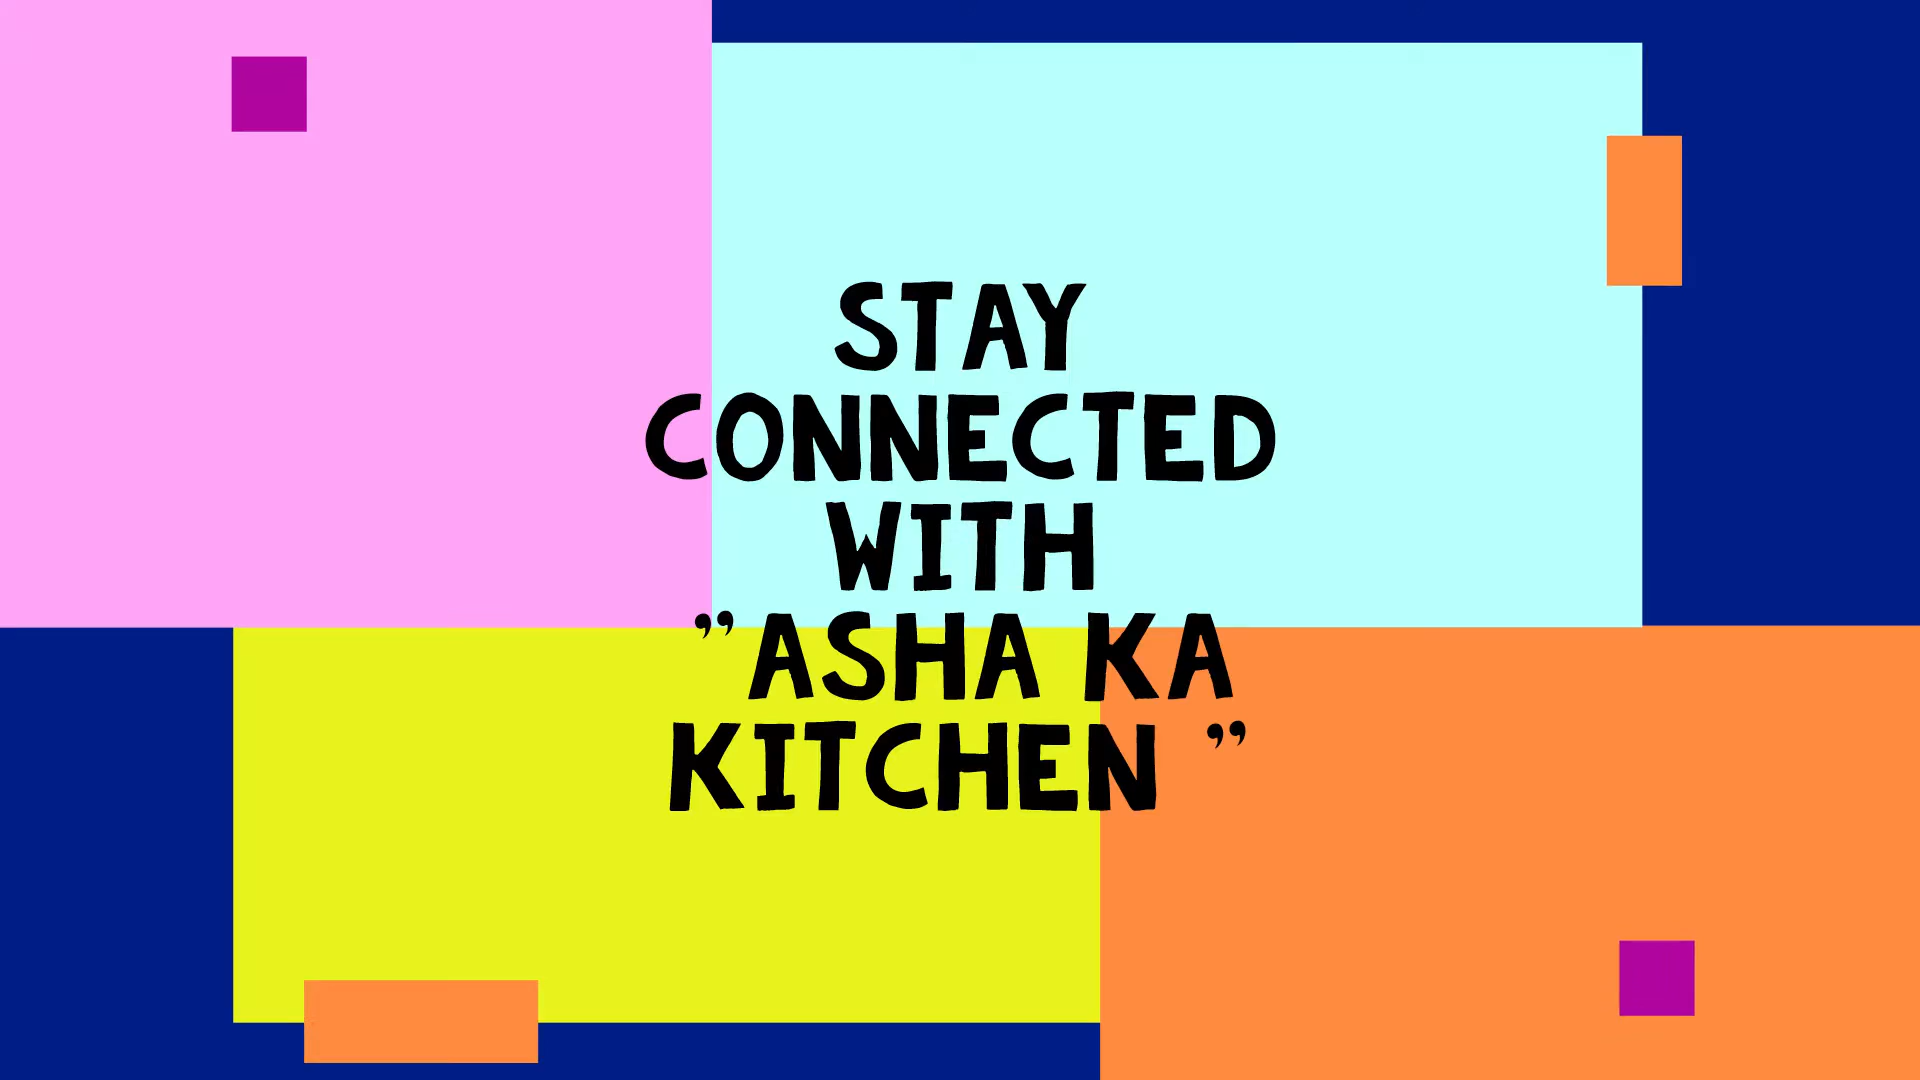 STAY
CONNECTED
WITH
”ASHA KA
KITCHEN ”